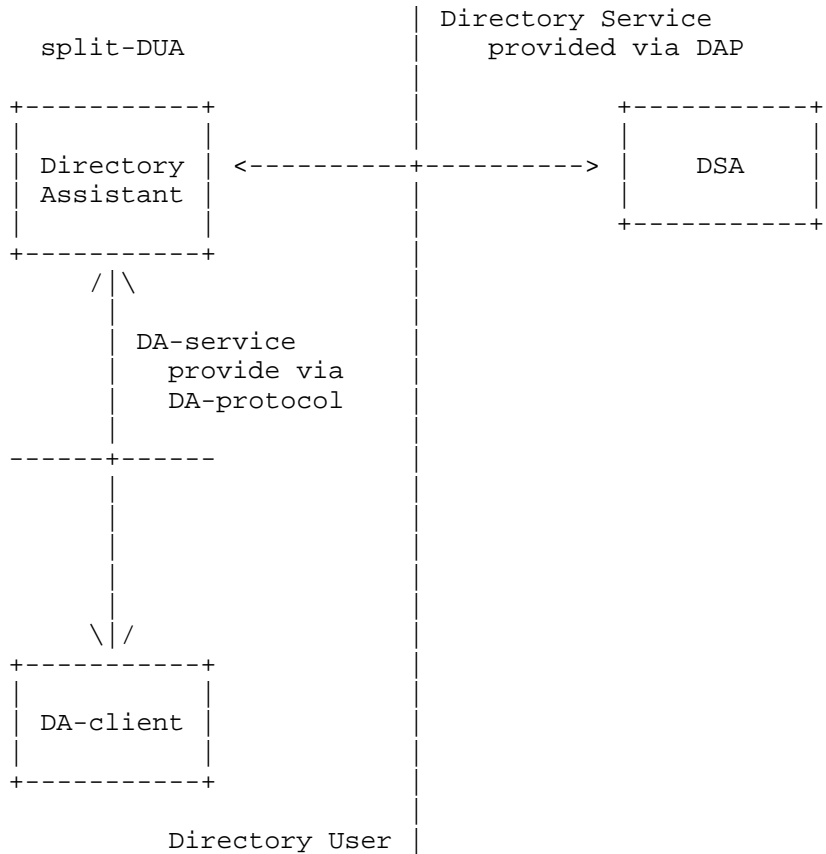 Directory Service
split-DUA provided via DAP
Directory DSA
Assistant
DA-service
provide via
DA-protocol
DA-client
Directory User